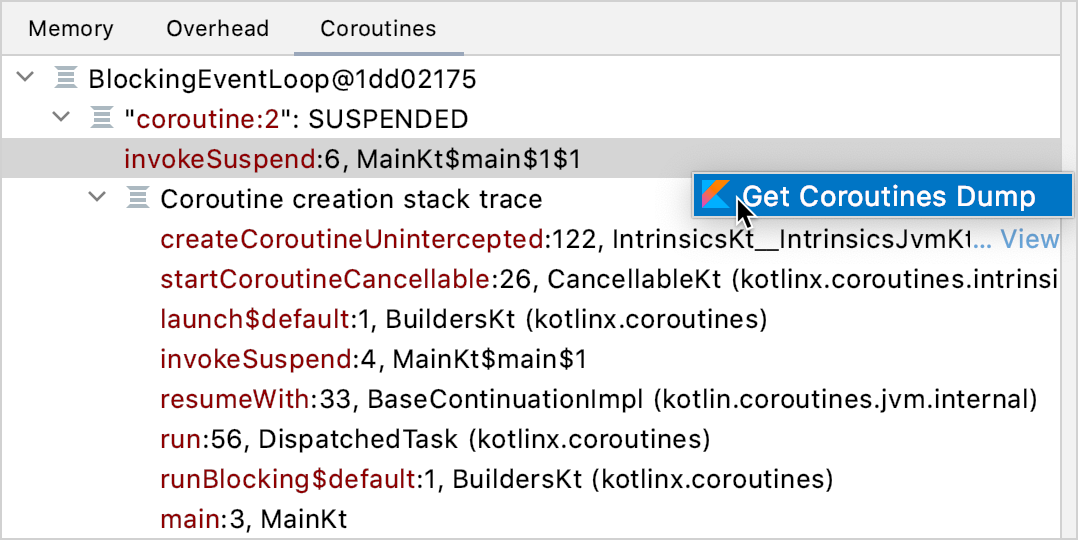 Memory Overhead Coroutines
BlockingEventLoop@1dd02175
"coroutine:2": SUSPENDED
invokeSuspend:6, MainKt$main$1$1
Get Coroutines Dump
Coroutine creation stack trace
createCoroutineUnintercepted:122, IntrinsicsKt__IntrinsicsJvmKt... View
startCoroutineCancellable:26, CancellableKt (kotlinx.coroutines.intrinsi
launch$default:1, BuildersKt (kotlinx.coroutines)
invokeSuspend:4, MainKt$main$1
resumeWith:33, BaseContinuationImpl (kotlin.coroutines.jvm.internal)
run:56, DispatchedTask (kotlinx.coroutines)
runBlocking$default:1, BuildersKt (kotlinx.coroutines)
main:3, MainKt